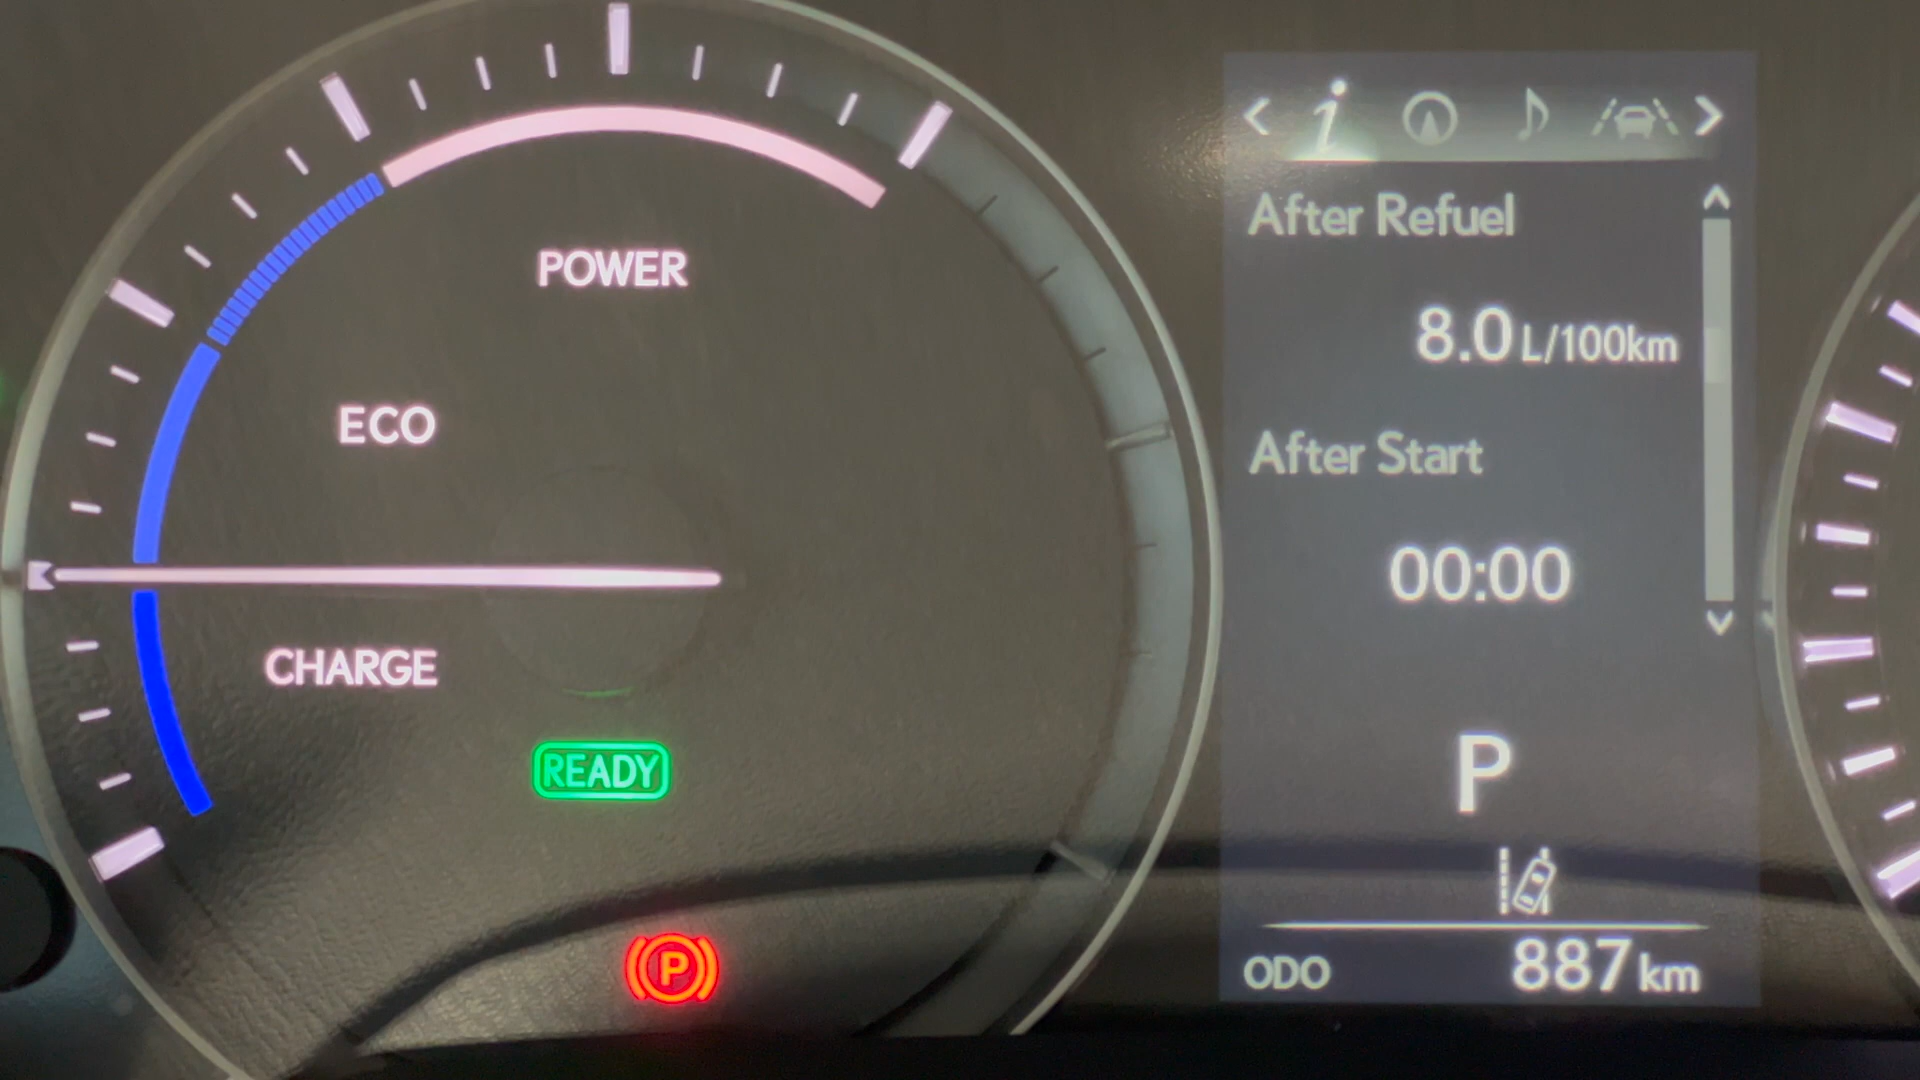 POWER
ECO
CHARGE
READY
P
After Refuel
8.0 L/100km
After Start
00:00
P
ODO 887 km